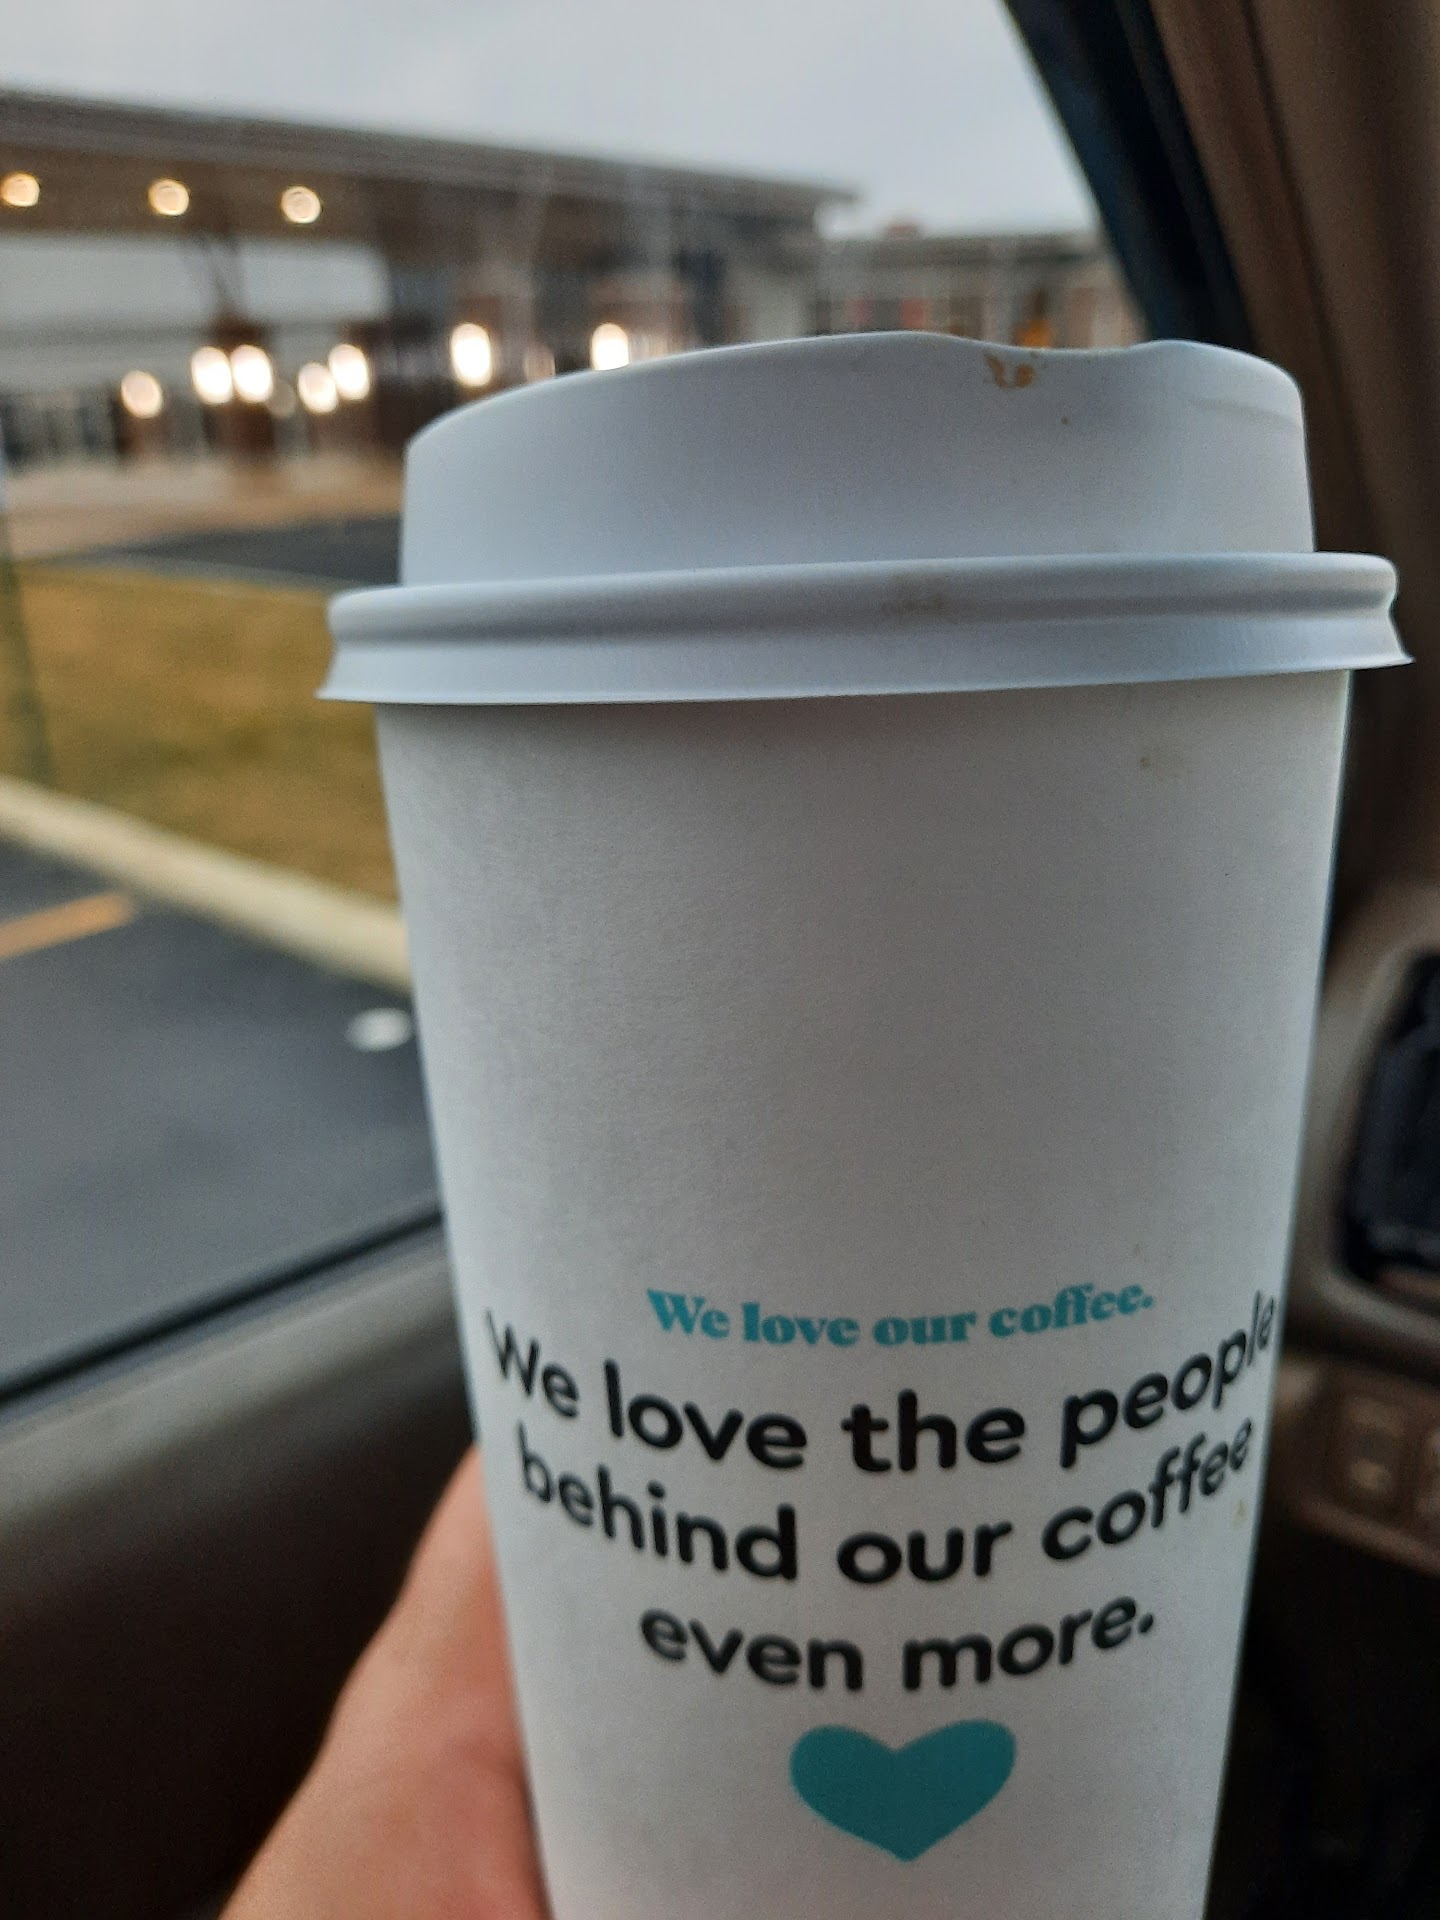 We love our coffee.
We love the people
behind our coffee
even more.